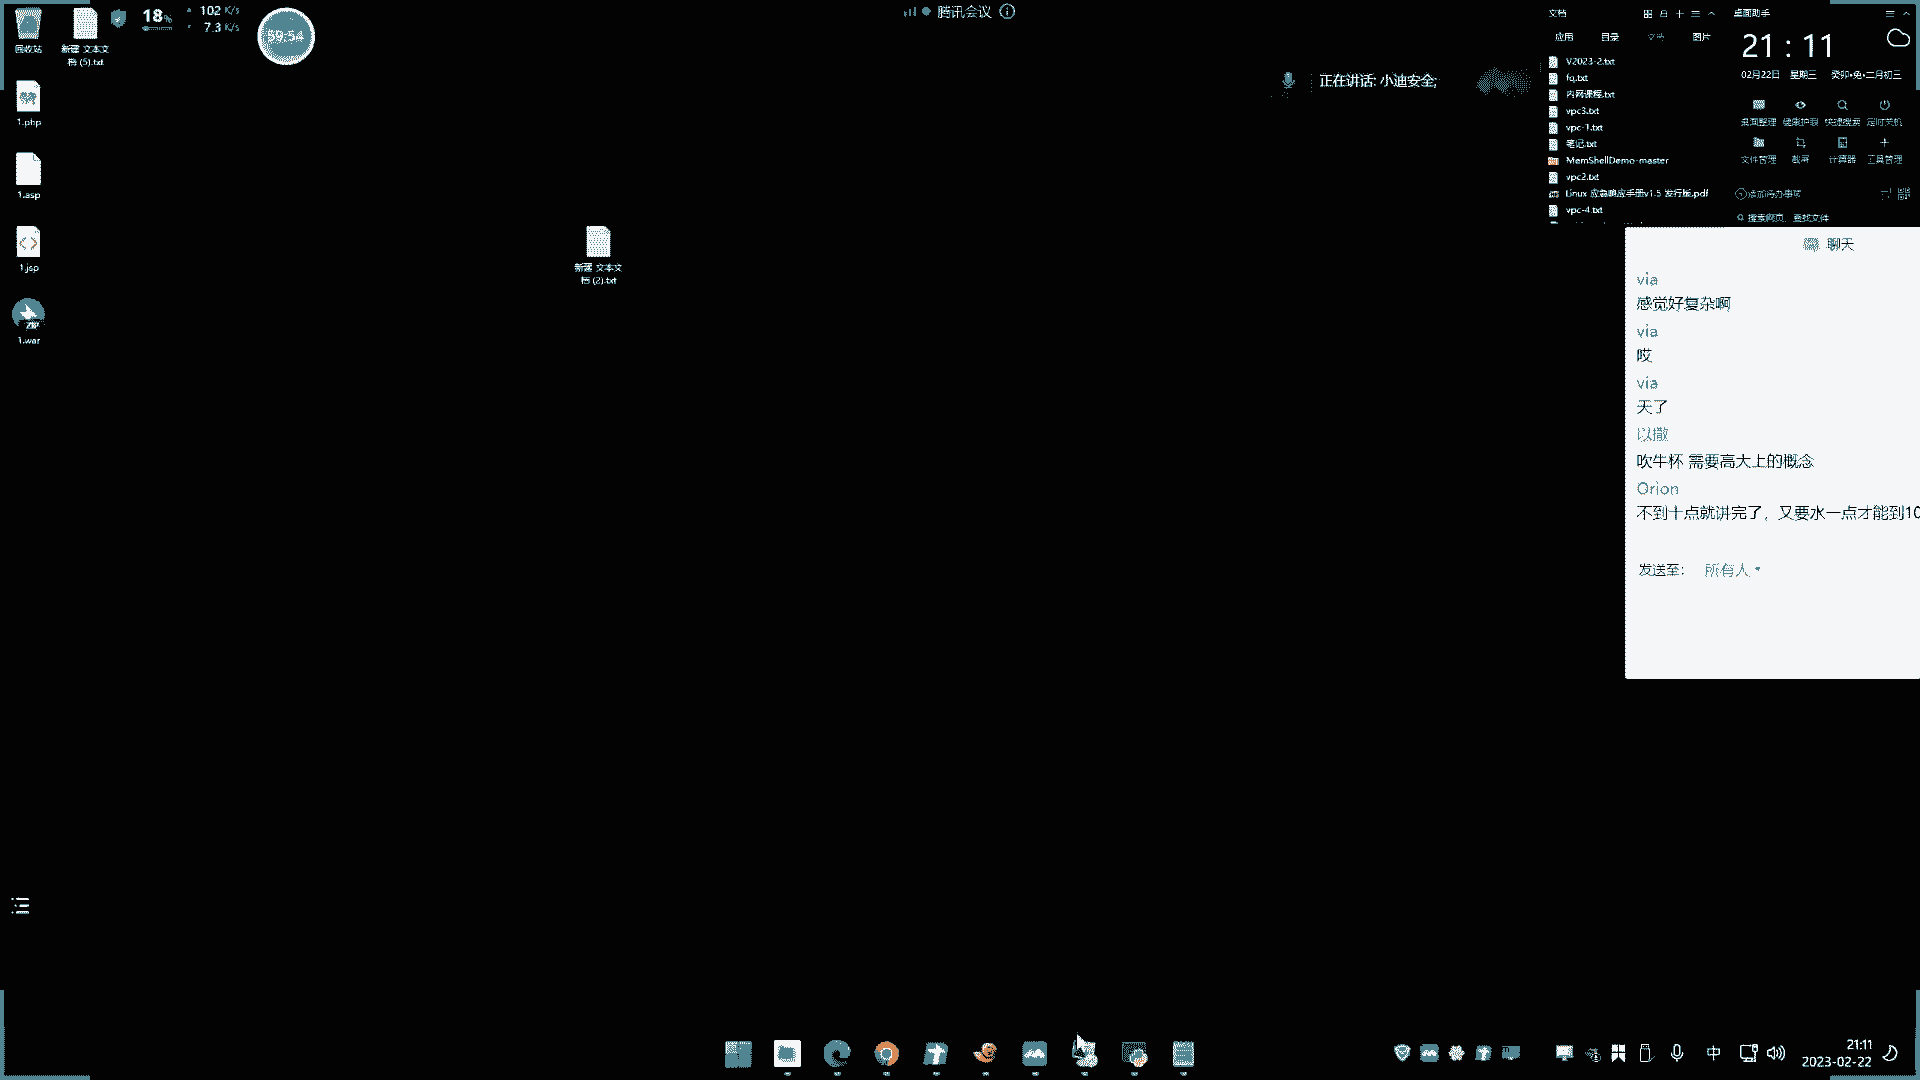 回收站
新建 文本文
档 (5).txt
18%
102 K/s
7.3 K/s
59:54
腾讯会议
1.php
1.asp
1.jsp
ZIP
1.war
新建 文本文
档 (2).txt
正在讲话: 小迪安全;
文档
应用 目录 文档 图片
V2023-2.txt
fq.txt
内网课程.txt
vpc3.txt
vpc-1.txt
笔记.txt
MemShellDemo-master
vpc2.txt
Linux 应急响应手册v1.5 发行版.pdf
vpc-4.txt
桌面助手
21 : 11
02月22日 星期三 癸卯•兔•二月初三
桌面整理 健康护眼 快速搜索 定时关机
文件管理 截屏 计算器 工具管理
添加待办事项
搜索网页、查找文件
聊天
via
感觉好复杂啊
via
哎
via
天了
以撒
吹牛杯 需要高大上的概念
Orion
不到十点就讲完了，又要水一点才能到10
发送至: 所有人
中
21:11
2023-02-22